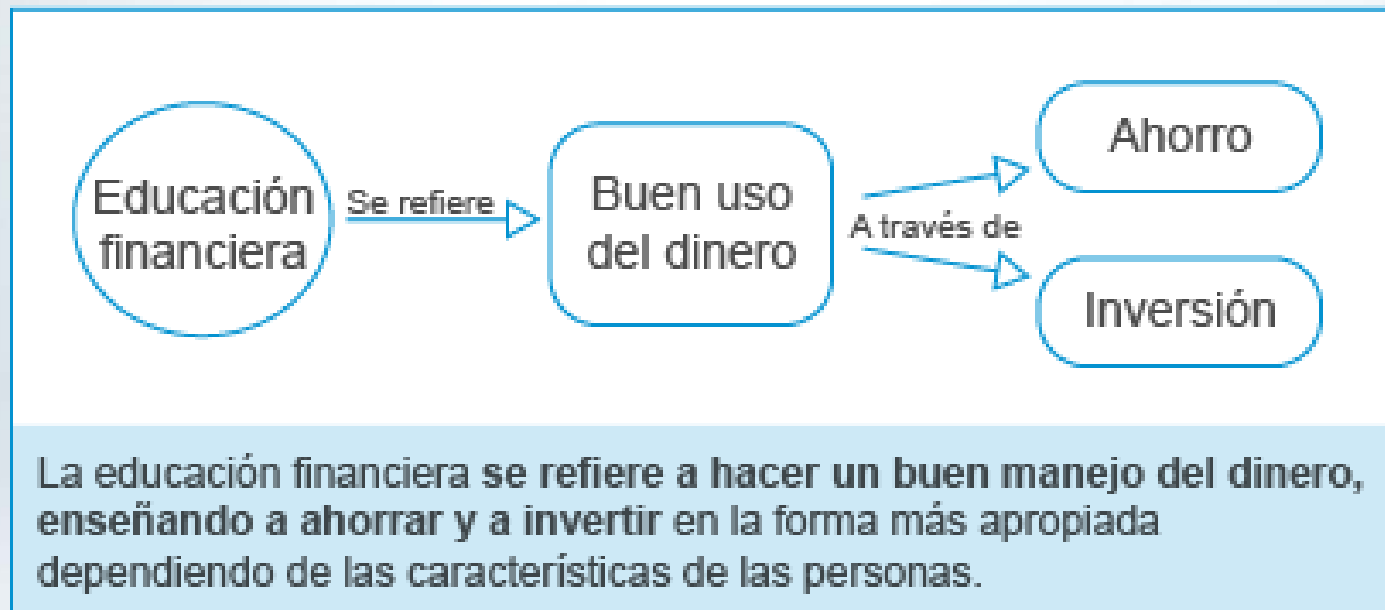 Educación
financiera
Se refiere
Buen uso
del dinero
A través de
Ahorro
Inversión
La educación financiera se refiere a hacer un buen manejo del dinero,
enseñando a ahorrar y a invertir en la forma más apropiada
dependiendo de las características de las personas.